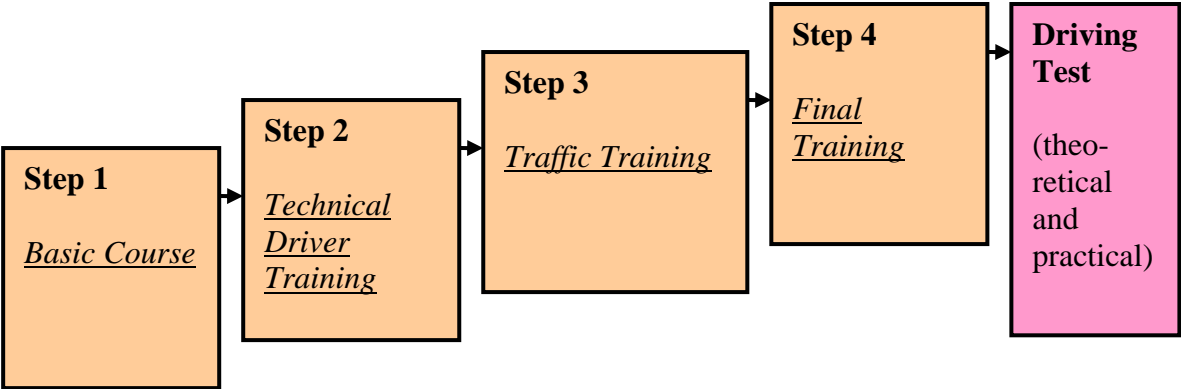 Step 1
Basic Course
Step 2
Technical
Driver
Training
Step 3
Traffic Training
Step 4
Final
Training
Driving
Test
(theo-
retical
and
practical)